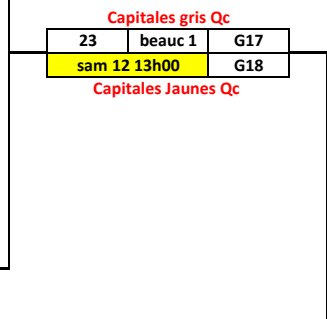 Capitales gris Qc
23 beauc 1 G17
sam 12 13h00 G18
Capitales Jaunes Qc